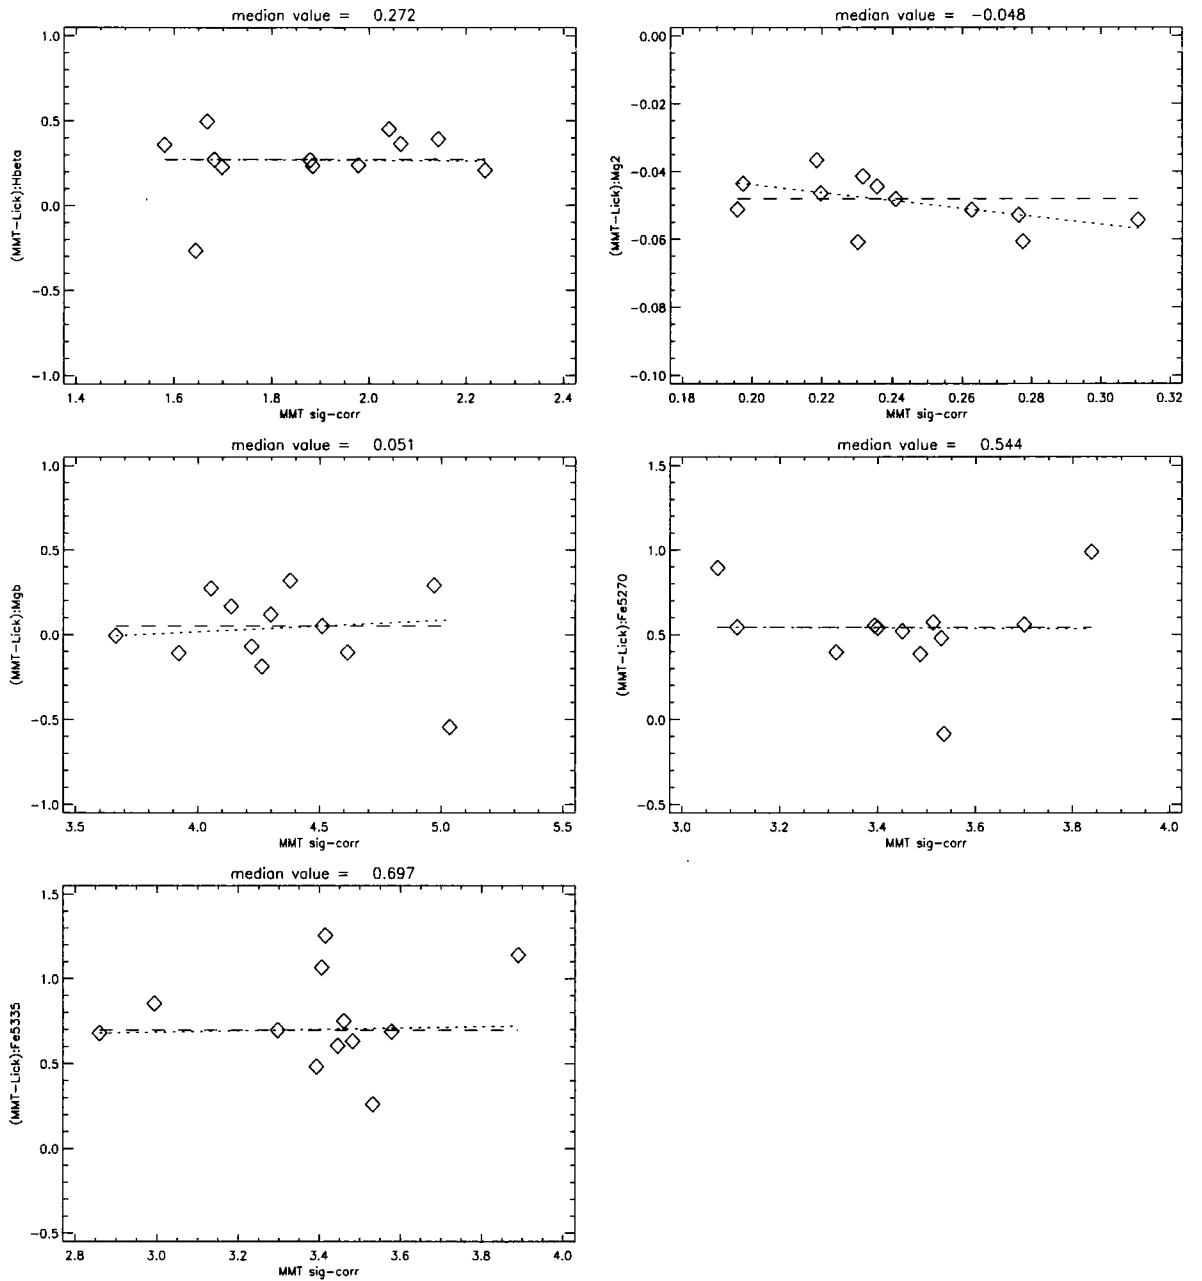 median value = 0.272
1.0
0.5
0.0
−0.5
−1.0
(MMT−Lick):Hbeta
1.4 1.6 1.8 2.0 2.2 2.4
MMT sig−corr
median value = −0.048
0.00
−0.02
−0.04
−0.06
−0.08
−0.10
(MMT−Lick):Mg2
0.18 0.20 0.22 0.24 0.26 0.28 0.30 0.32
MMT sig−corr
median value = 0.051
1.0
0.5
0.0
−0.5
−1.0
(MMT−Lick):Mgb
3.5 4.0 4.5 5.0 5.5
MMT sig−corr
median value = 0.544
1.5
1.0
0.5
0.0
−0.5
(MMT−Lick):Fe5270
3.0 3.2 3.4 3.6 3.8 4.0
MMT sig−corr
median value = 0.697
1.5
1.0
0.5
0.0
−0.5
(MMT−Lick):Fe5335
2.8 3.0 3.2 3.4 3.6 3.8 4.0
MMT sig−corr